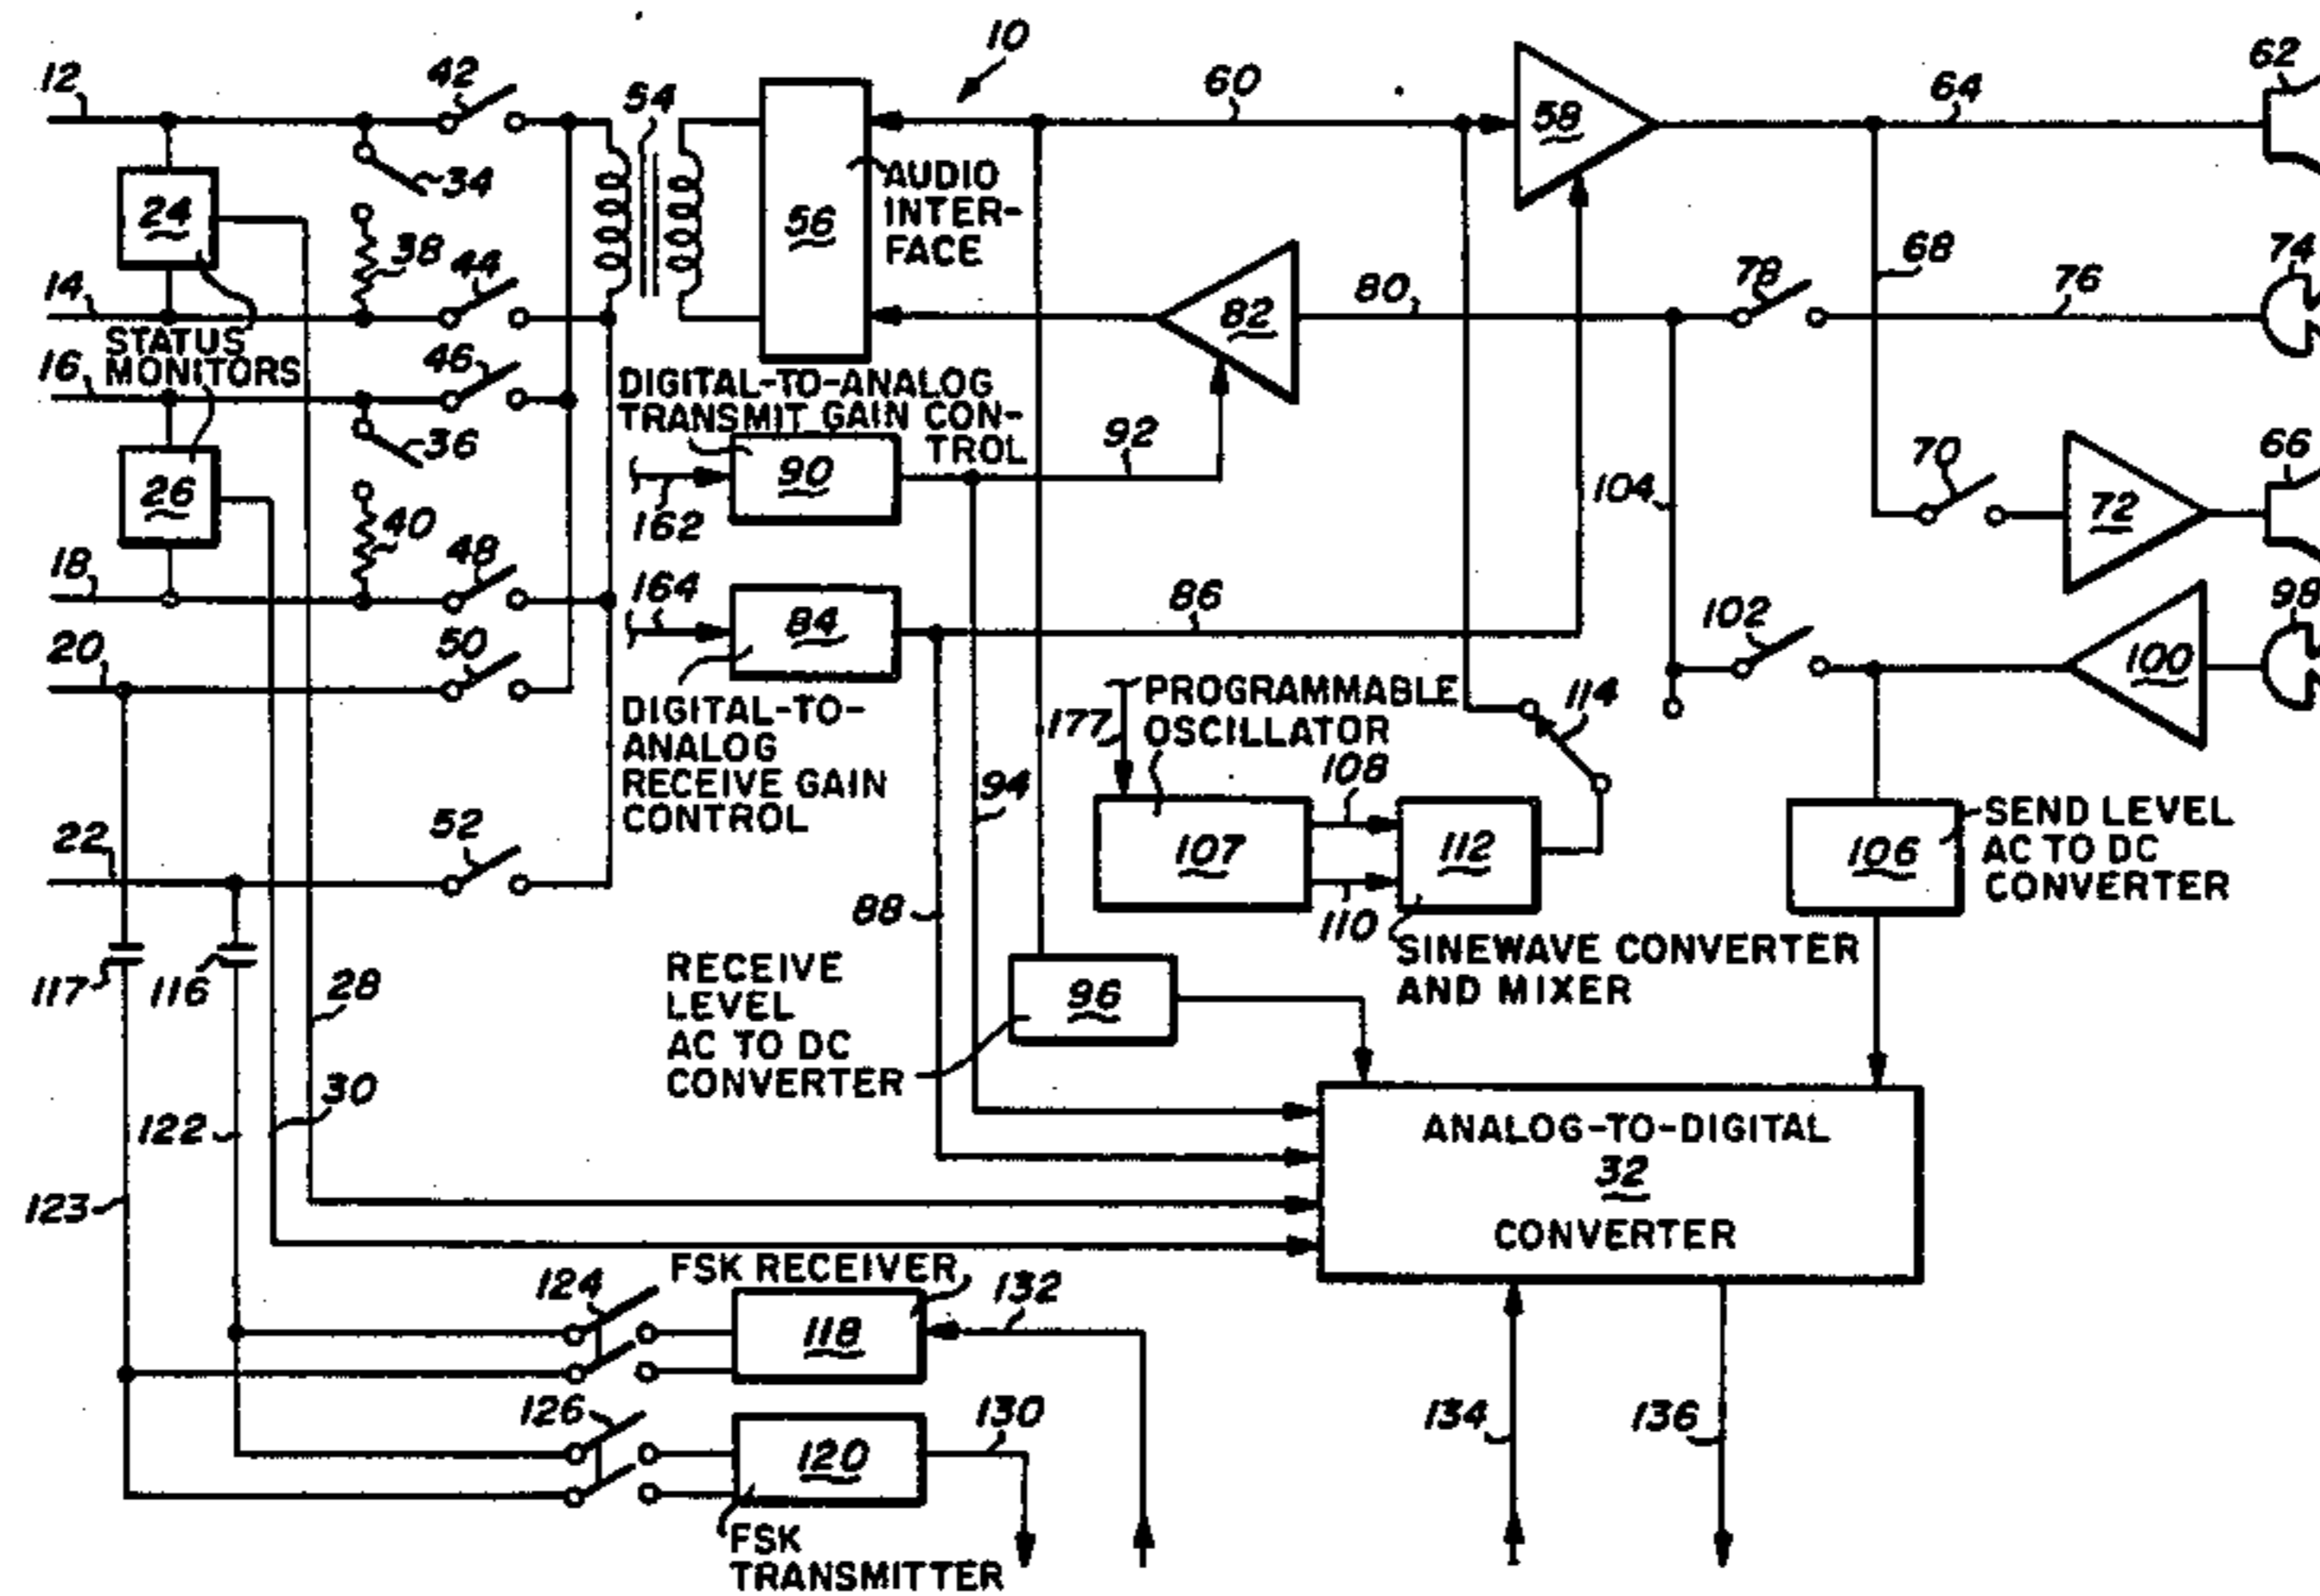 10
12
42
54
60
58
64
62
24
34
56
AUDIO
INTER-
FACE
38
44
14
82
80
78
68
76
74
STATUS
MONITORS
16
46
DIGITAL-TO-ANALOG
TRANSMIT GAIN CON-
TROL
92
36
26
90
162
104
70
72
66
40
18
48
164
84
86
102
98
100
20
50
DIGITAL-TO-
ANALOG
RECEIVE GAIN
CONTROL
177
PROGRAMMABLE
OSCILLATOR
114
94
108
22
52
107
112
106
SEND LEVEL
AC TO DC
CONVERTER
88
110
SINEWAVE CONVERTER
AND MIXER
117
116
28
RECEIVE
LEVEL
AC TO DC
CONVERTER
96
30
122
ANALOG-TO-DIGITAL
32
CONVERTER
123
FSK RECEIVER
124
132
118
126
130
120
134
136
FSK
TRANSMITTER